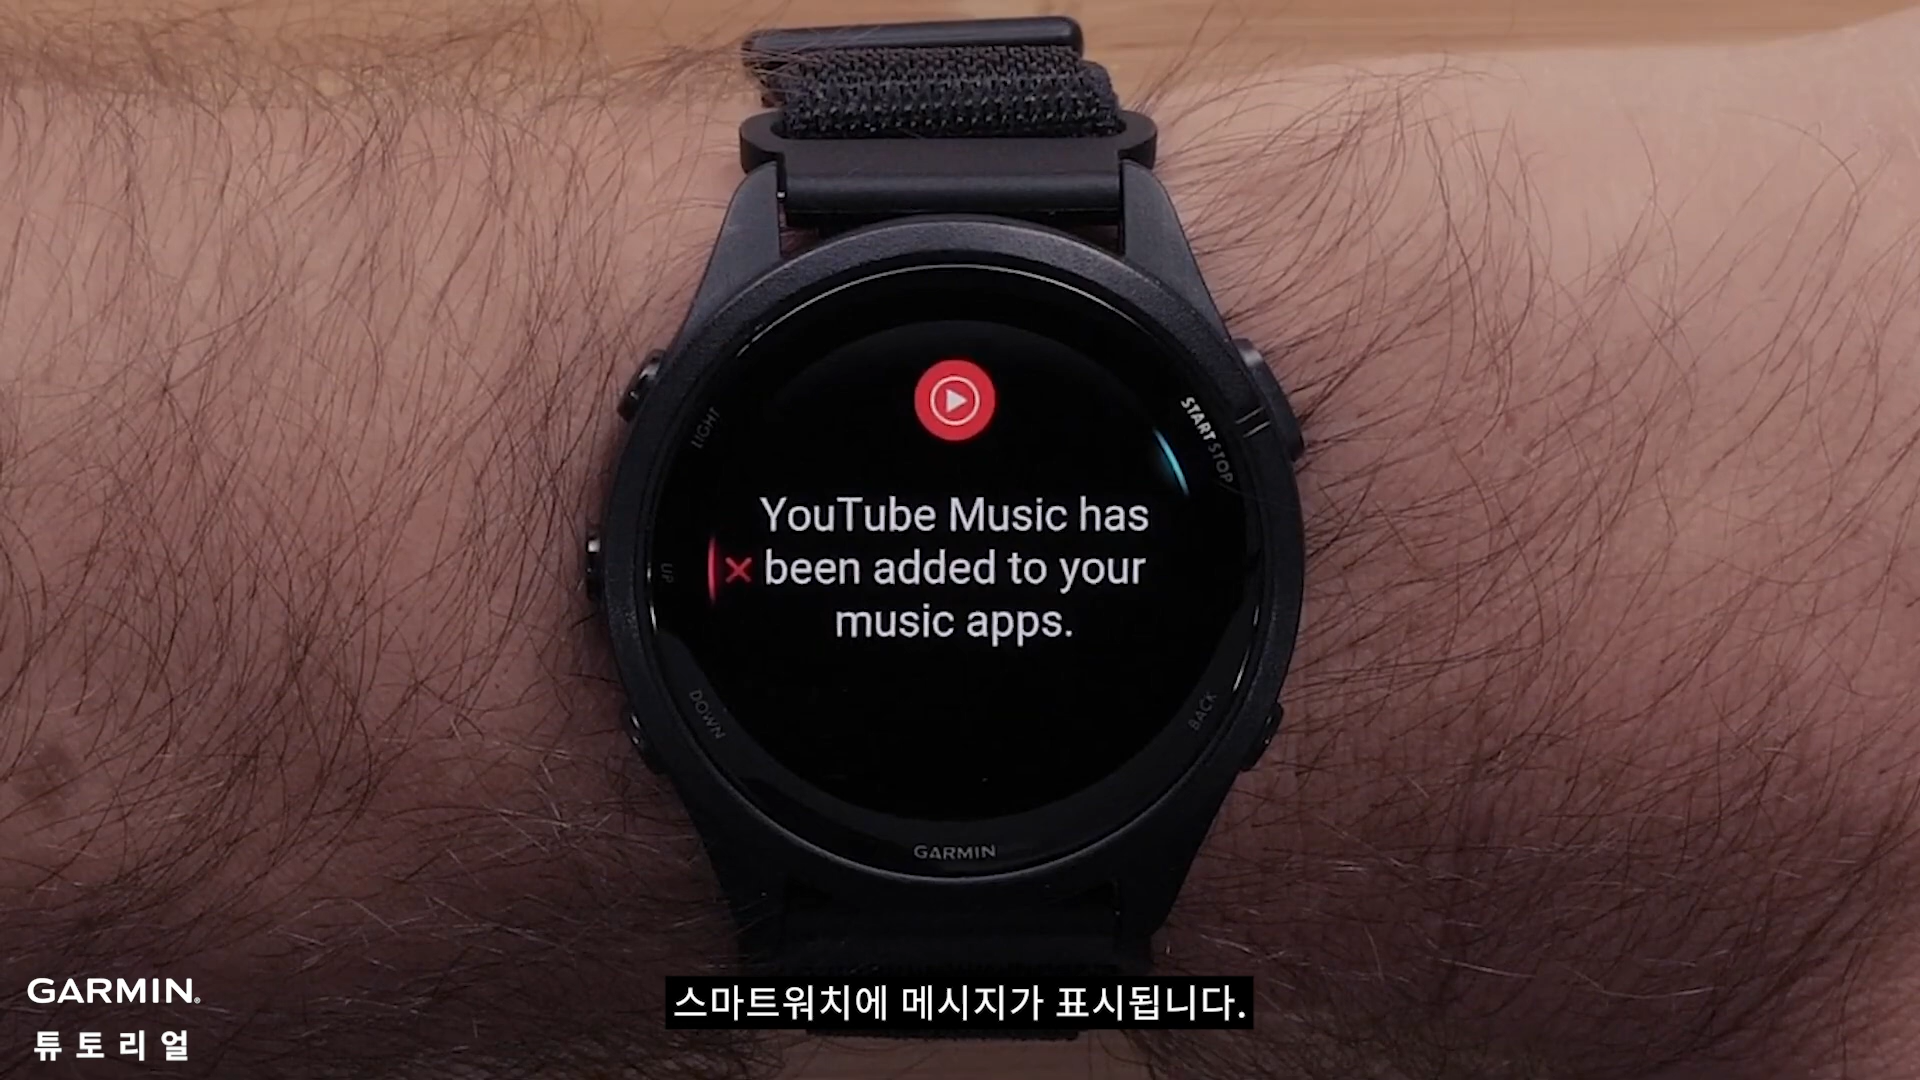 LIGHT
START STOP
YouTube Music has
UP
been added to your
music apps.
DOWN
BACK
GARMIN
GARMIN.
튜토리얼
스마트워치에 메시지가 표시됩니다.